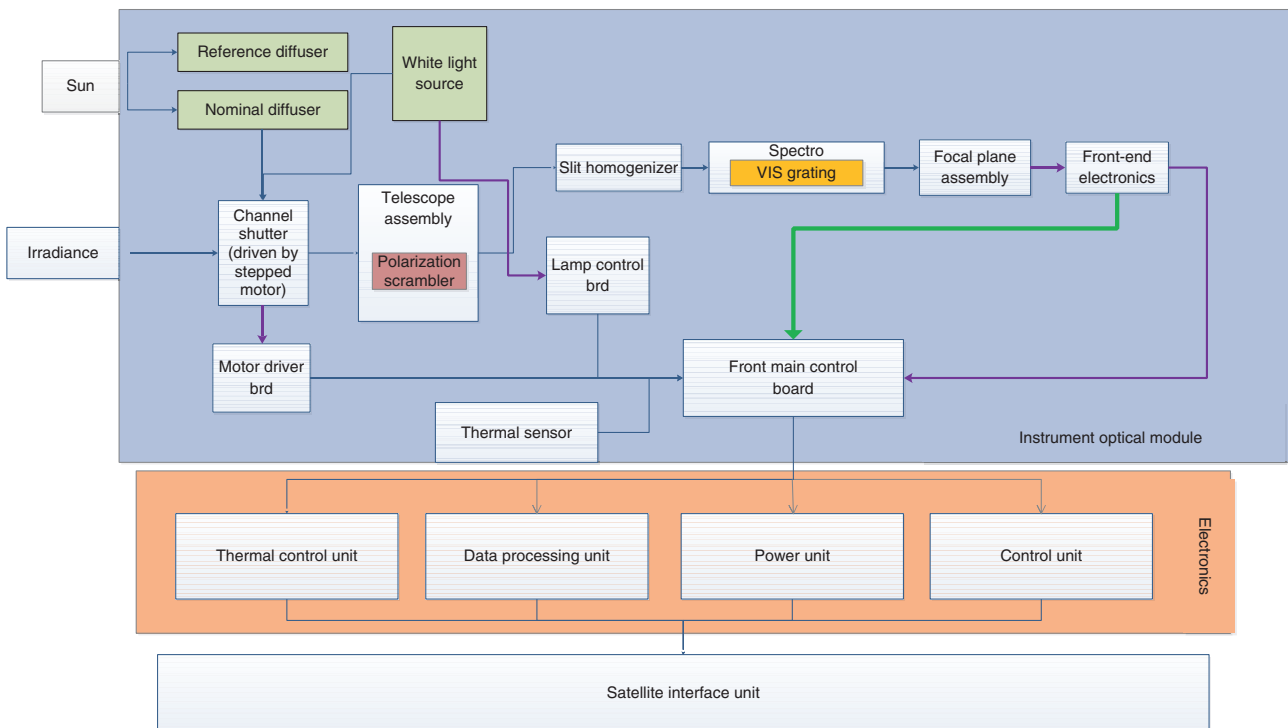 Sun
Reference diffuser
Nominal diffuser
White light
source
Irradiance
Channel
shutter
(driven by
stepped
motor)
Telescope
assembly
Polarization
scrambler
Slit homogenizer
Spectro
VIS grating
Focal plane
assembly
Front-end
electronics
Lamp control
brd
Motor driver
brd
Front main control
board
Thermal sensor
Instrument optical module
Thermal control unit
Data processing unit
Power unit
Control unit
Electronics
Satellite interface unit